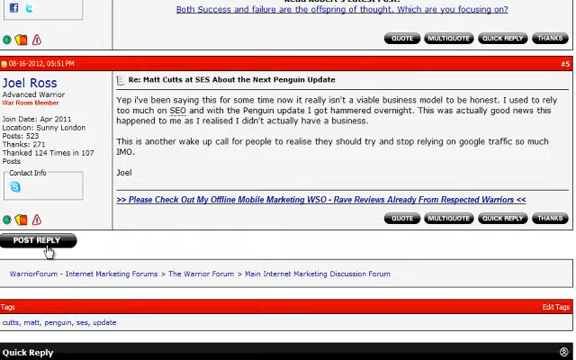 Both Success and failure are the offspring of thought. Which are you focusing on?
QUOTE MULTIQUOTE QUICK REPLY THANKS
08-16-2012, 05:51 PM #5
Joel Ross
Advanced Warrior
War Room Member
Join Date: Apr 2011
Location: Sunny London
Posts: 523
Thanks: 271
Thanked 124 Times in 107
Posts
Contact Info
Re: Matt Cutts at SES About the Next Penguin Update
Yep i've been saying this for some time now it really isn't a viable business model to be honest. I used to rely
too much on SEO and with the Penguin update I got hammered overnight. This was actually good news this
happened to me as I realised I didn't actually have a business.
This is another wake up call for people to realise they should try and stop relying on google traffic so much
IMO.
Joel
>> Please Check Out My Offline Mobile Marketing WSO - Rave Reviews Already From Respected Warriors <<
QUOTE MULTIQUOTE QUICK REPLY THANKS
POST REPLY
WarriorForum - Internet Marketing Forums > The Warrior Forum > Main Internet Marketing Discussion Forum
Tags Edit Tags
cutts, matt, penguin, ses, update
Quick Reply